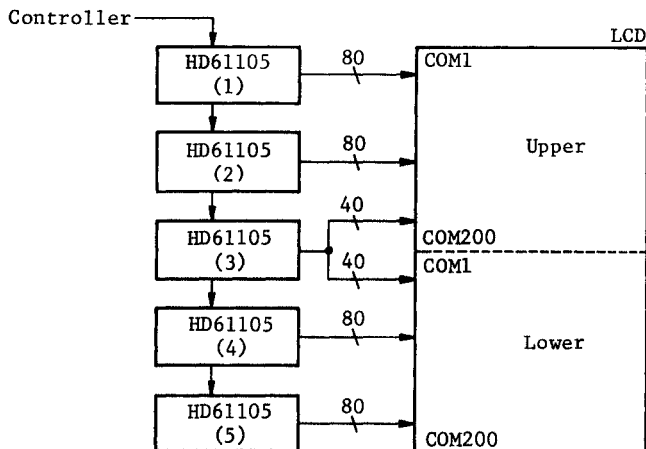 Controller
LCD
HD61105
(1)
80
COM1
HD61105
(2)
80
Upper
HD61105
(3)
40
COM200
40
COM1
HD61105
(4)
80
Lower
HD61105
(5)
80
COM200